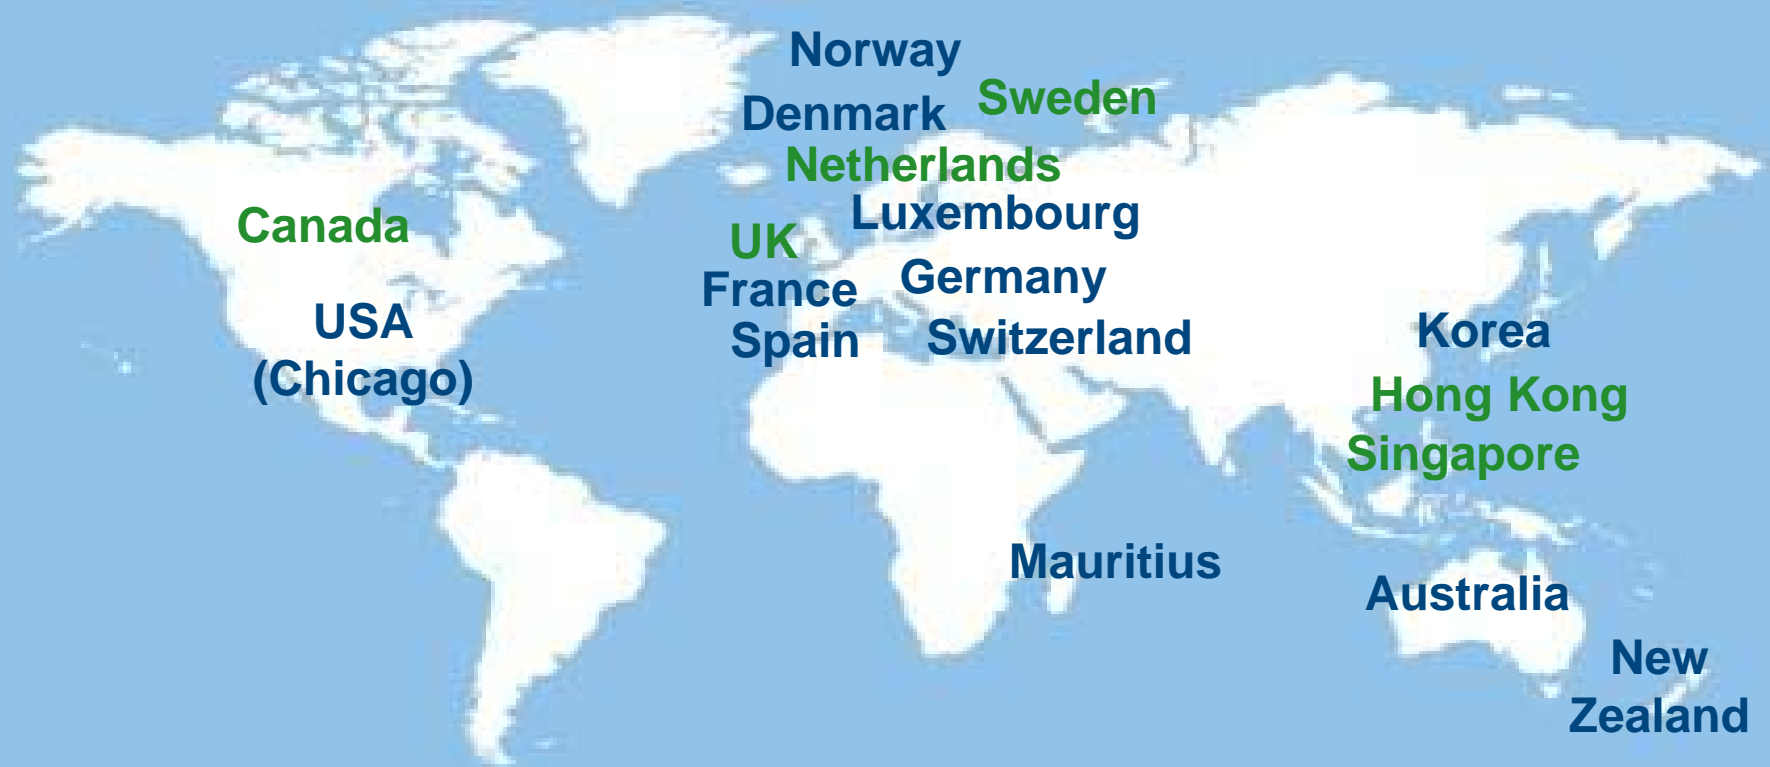 Norway
Sweden
Denmark
Netherlands
Canada
Luxembourg
UK
Germany
France
USA
(Chicago)
Spain
Switzerland
Korea
Hong Kong
Singapore
Mauritius
Australia
New
Zealand